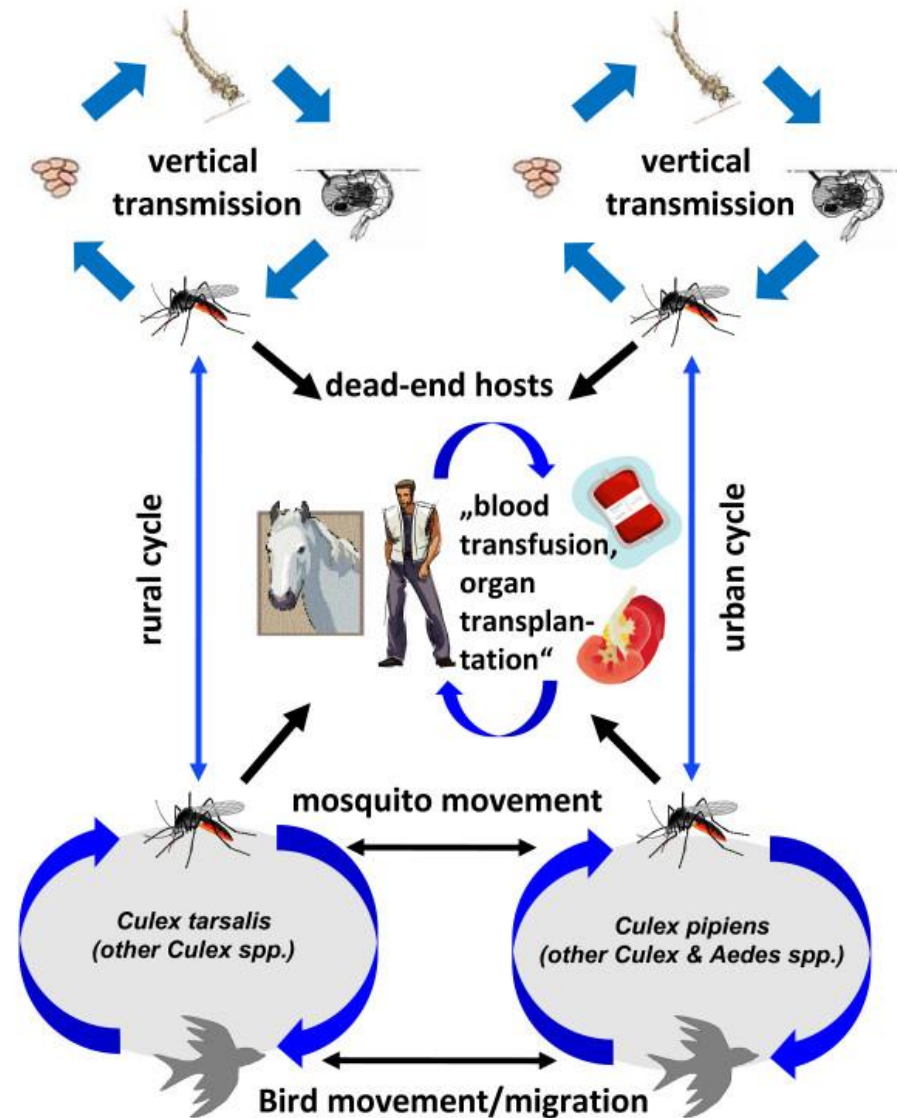 vertical
transmission
vertical
transmission
dead-end hosts
rural cycle
„blood
transfusion,
organ
transplan-
tation“
urban cycle
mosquito movement
Culex tarsalis
(other Culex spp.)
Culex pipiens
(other Culex & Aedes spp.)
Bird movement/migration